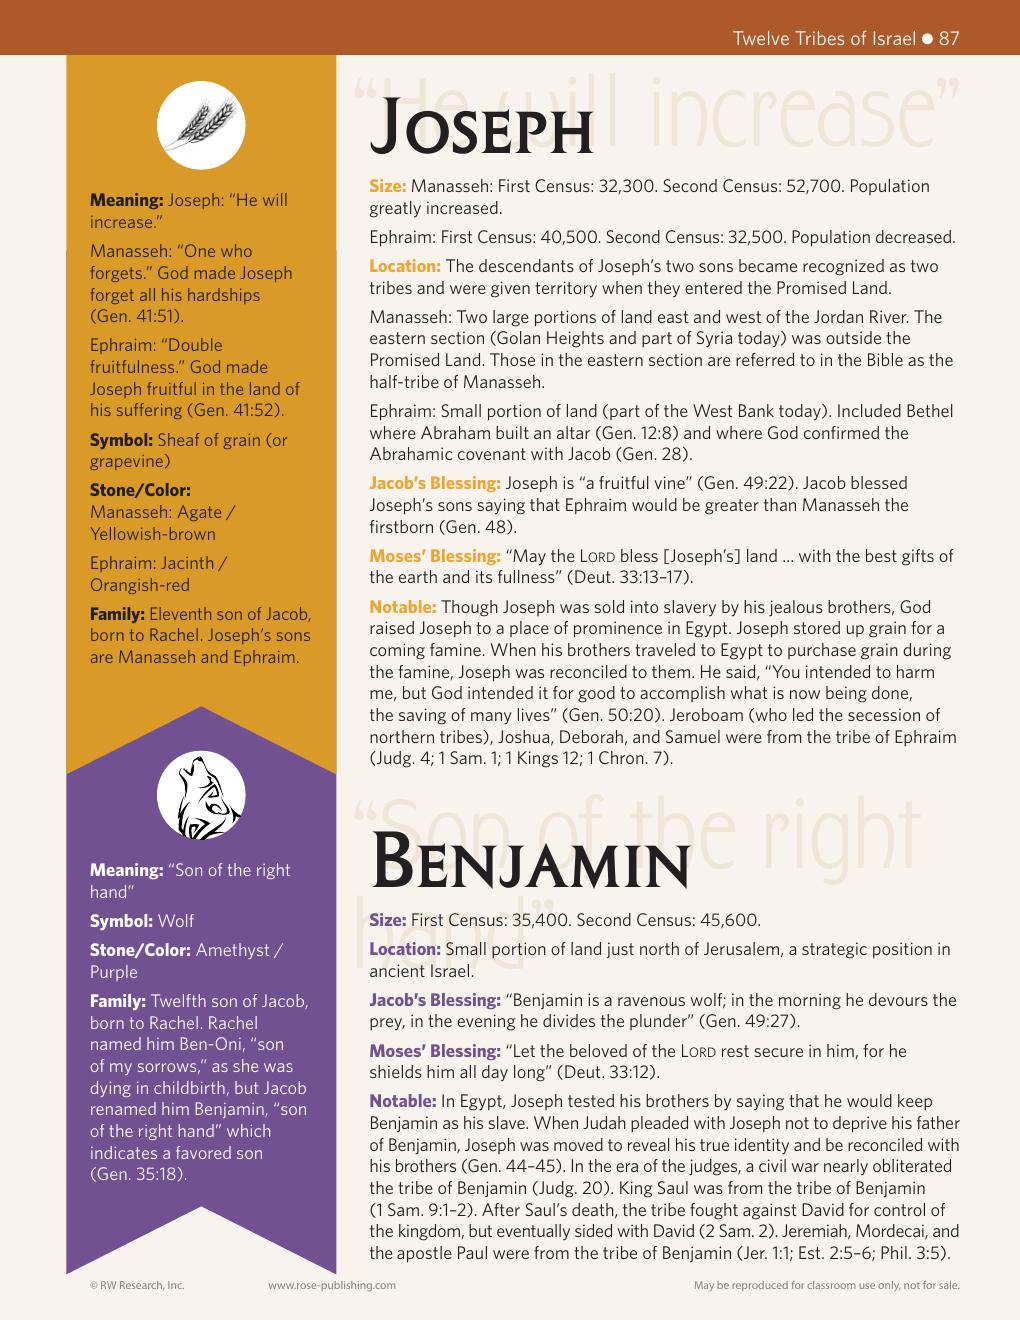 Twelve Tribes of Israel ● 87
Meaning: Joseph: “He will
increase.”
Manasseh: “One who
forgets.” God made Joseph
forget all his hardships
(Gen. 41:51).
Ephraim: “Double
fruitfulness.” God made
Joseph fruitful in the land of
his suffering (Gen. 41:52).
Symbol: Sheaf of grain (or
grapevine)
Stone/Color:
Manasseh: Agate /
Yellowish-brown
Ephraim: Jacinth /
Orangish-red
Family: Eleventh son of Jacob,
born to Rachel. Joseph’s sons
are Manasseh and Ephraim.
“He will increase”
JOSEPH
Size: Manasseh: First Census: 32,300. Second Census: 52,700. Population
greatly increased.
Ephraim: First Census: 40,500. Second Census: 32,500. Population decreased.
Location: The descendants of Joseph’s two sons became recognized as two
tribes and were given territory when they entered the Promised Land.
Manasseh: Two large portions of land east and west of the Jordan River. The
eastern section (Golan Heights and part of Syria today) was outside the
Promised Land. Those in the eastern section are referred to in the Bible as the
half-tribe of Manasseh.
Ephraim: Small portion of land (part of the West Bank today). Included Bethel
where Abraham built an altar (Gen. 12:8) and where God confirmed the
Abrahamic covenant with Jacob (Gen. 28).
Jacob’s Blessing: Joseph is “a fruitful vine” (Gen. 49:22). Jacob blessed
Joseph’s sons saying that Ephraim would be greater than Manasseh the
firstborn (Gen. 48).
Moses’ Blessing: “May the LORD bless [Joseph’s] land ... with the best gifts of
the earth and its fullness” (Deut. 33:13–17).
Notable: Though Joseph was sold into slavery by his jealous brothers, God
raised Joseph to a place of prominence in Egypt. Joseph stored up grain for a
coming famine. When his brothers traveled to Egypt to purchase grain during
the famine, Joseph was reconciled to them. He said, “You intended to harm
me, but God intended it for good to accomplish what is now being done,
the saving of many lives” (Gen. 50:20). Jeroboam (who led the secession of
northern tribes), Joshua, Deborah, and Samuel were from the tribe of Ephraim
(Judg. 4; 1 Sam. 1; 1 Kings 12; 1 Chron. 7).
Meaning: “Son of the right
hand”
Symbol: Wolf
Stone/Color: Amethyst /
Purple
Family: Twelfth son of Jacob,
born to Rachel. Rachel
named him Ben-Oni, “son
of my sorrows,” as she was
dying in childbirth, but Jacob
renamed him Benjamin, “son
of the right hand” which
indicates a favored son
(Gen. 35:18).
“Son of the right
hand”
BENJAMIN
Size: First Census: 35,400. Second Census: 45,600.
Location: Small portion of land just north of Jerusalem, a strategic position in
ancient Israel.
Jacob’s Blessing: “Benjamin is a ravenous wolf; in the morning he devours the
prey, in the evening he divides the plunder” (Gen. 49:27).
Moses’ Blessing: “Let the beloved of the LORD rest secure in him, for he
shields him all day long” (Deut. 33:12).
Notable: In Egypt, Joseph tested his brothers by saying that he would keep
Benjamin as his slave. When Judah pleaded with Joseph not to deprive his father
of Benjamin, Joseph was moved to reveal his true identity and be reconciled with
his brothers (Gen. 44–45). In the era of the judges, a civil war nearly obliterated
the tribe of Benjamin (Judg. 20). King Saul was from the tribe of Benjamin
(1 Sam. 9:1–2). After Saul’s death, the tribe fought against David for control of
the kingdom, but eventually sided with David (2 Sam. 2). Jeremiah, Mordecai, and
the apostle Paul were from the tribe of Benjamin (Jer. 1:1; Est. 2:5–6; Phil. 3:5).
© RW Research, Inc. www.rose-publishing.com May be reproduced for classroom use only, not for sale.